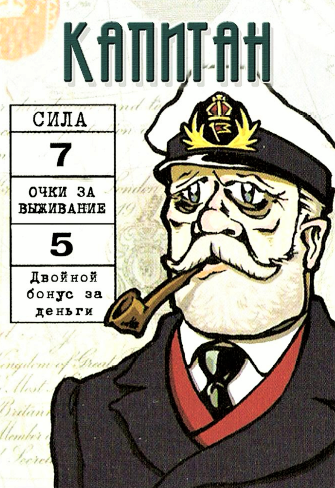 КАПИТАН
СИЛА
7
ОЧКИ ЗА
ВЫЖИВАНИЕ
5
Двойной
бонус за
деньги